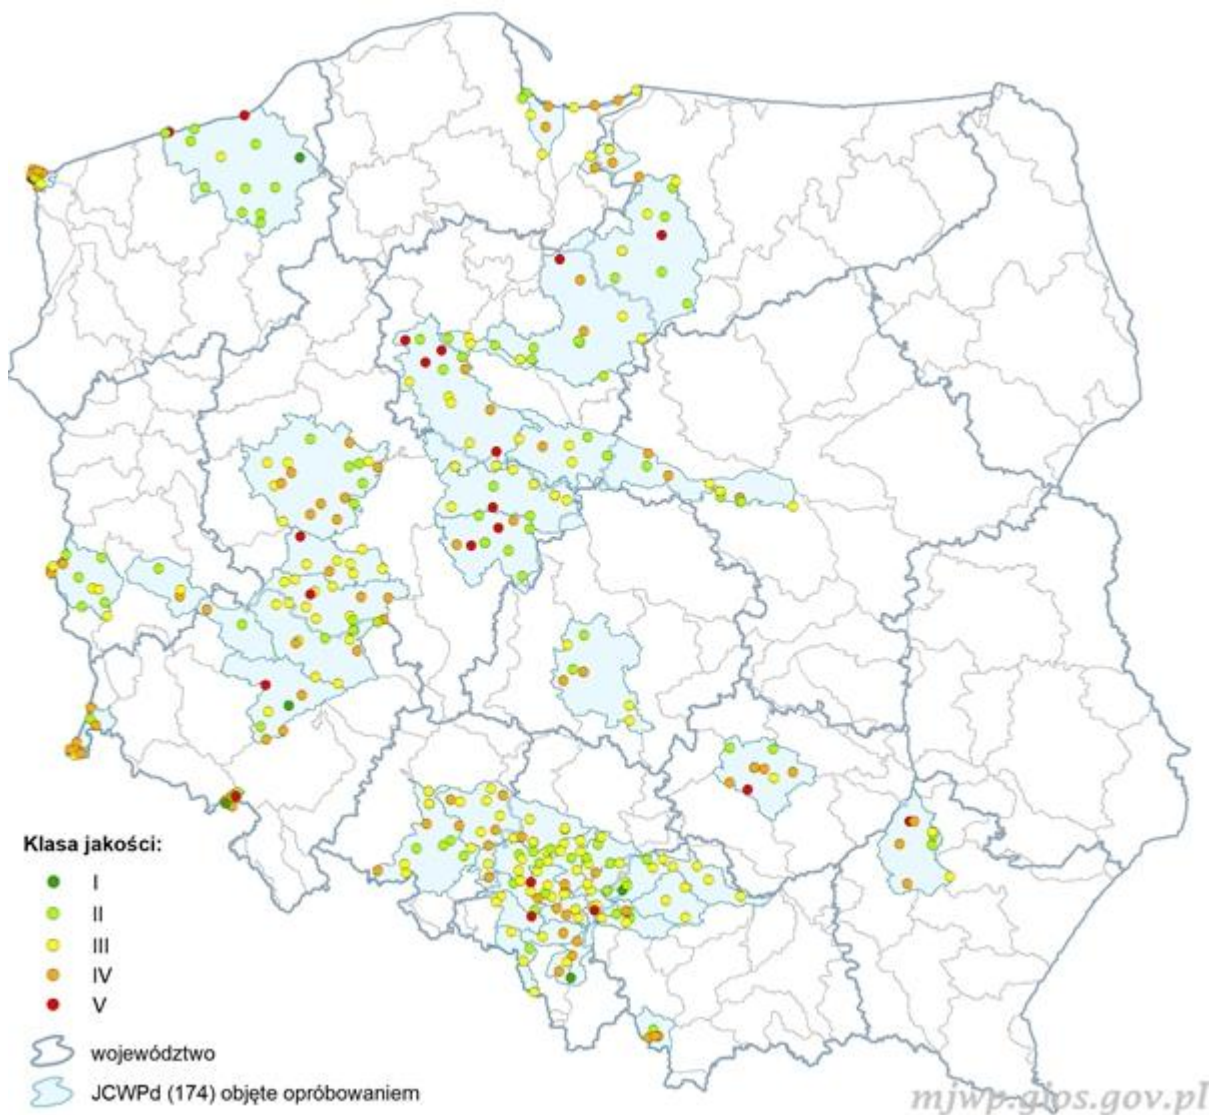 Klasa jakości:
I
II
III
IV
V
województwo
JCWPd (174) objęte opróbowaniem
mjwp.gios.gov.pl